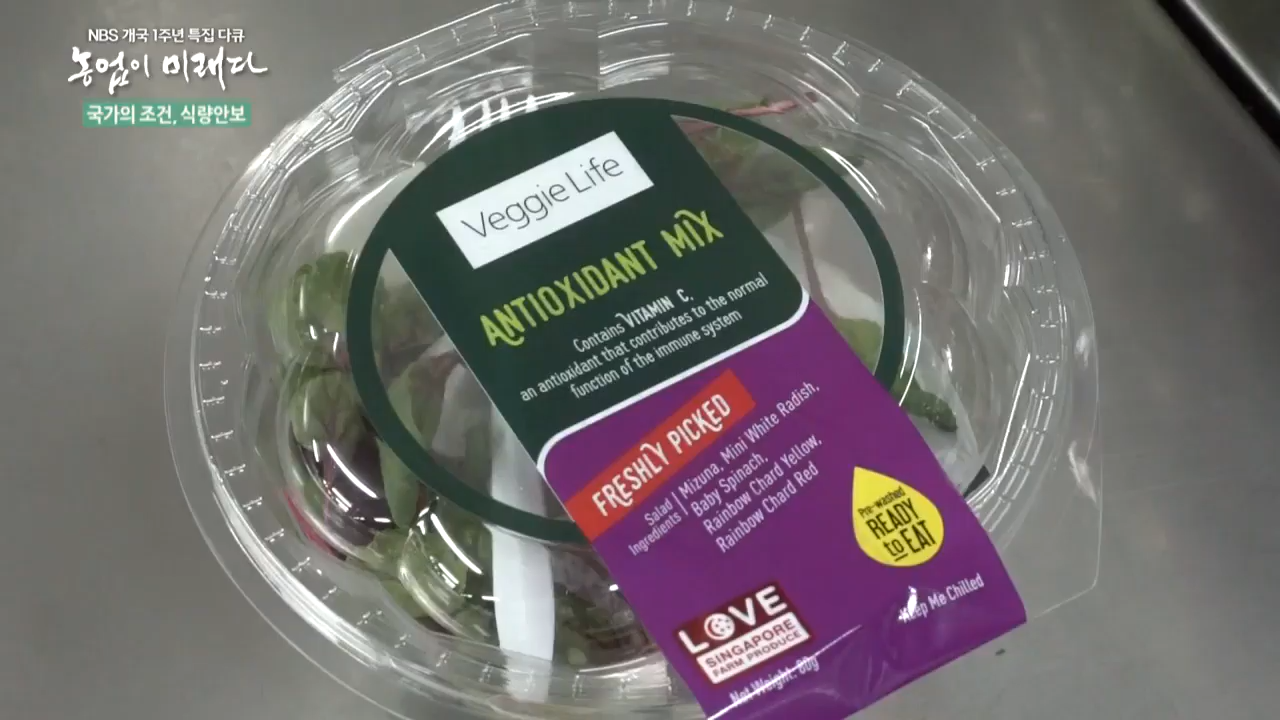 NBS 개국 1주년 특집 다큐
농업이 미래다
국가의 조건, 식량안보
Veggie Life
ANTIOXIDANT MIX
Contains VITAMIN C.
an antioxidant that contributes to the normal
function of the immune system
FRESHLY PICKED
Salad
Ingredients
Mizuna, Mini White Radish,
Baby Spinach,
Rainbow Chard Yellow,
Rainbow Chard Red
Pre-washed
READY
to EAT
Keep Me Chilled
LOVE
SINGAPORE
FARM PRODUCE
Net Weight: 80g